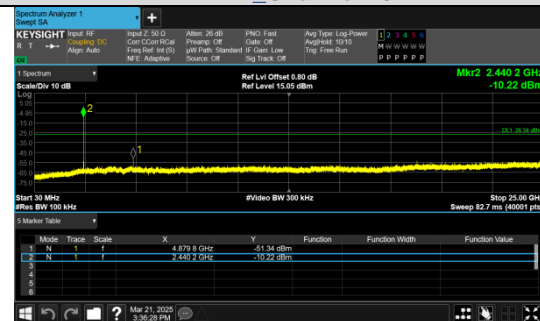 Spectrum Analyzer 1
Swept SA
+
KEYSIGHT Input: RF Input Z: 50 Ω Atten: 26 dB PNO: Fast Avg Type: Log-Power 1 2 3 4 5 6
R T Coupling: DC Corr CCorr RCal Preamp: Off Gate: Off Avg|Hold: 10/10 M W W W W W
Align: Auto Freq Ref: Int (S) µW Path: Standard IF Gain: Low Trig: Free Run
NFE: Adaptive Source: Off Sig Track: Off P P P P P P
1 Spectrum
Ref Lvl Offset 0.80 dB Mkr2 2.440 2 GHz
Scale/Div 10 dB Ref Level 15.05 dBm -10.22 dBm
Log
5.05
-4.95
-15.0
-25.0
-35.0
-45.0
-55.0
-65.0
-75.0
2
1
Start 30 MHz #Video BW 300 kHz Stop 25.00 GHz
#Res BW 100 kHz Sweep 82.7 ms (40001 pts)
5 Marker Table
Mode Trace Scale X Y Function Function Width Function Value
1 N 1 f 4.879 8 GHz -51.34 dBm
2 N 1 f 2.440 2 GHz -10.22 dBm
3
4
5
6
? Mar 21, 2025
3:36:28 PM